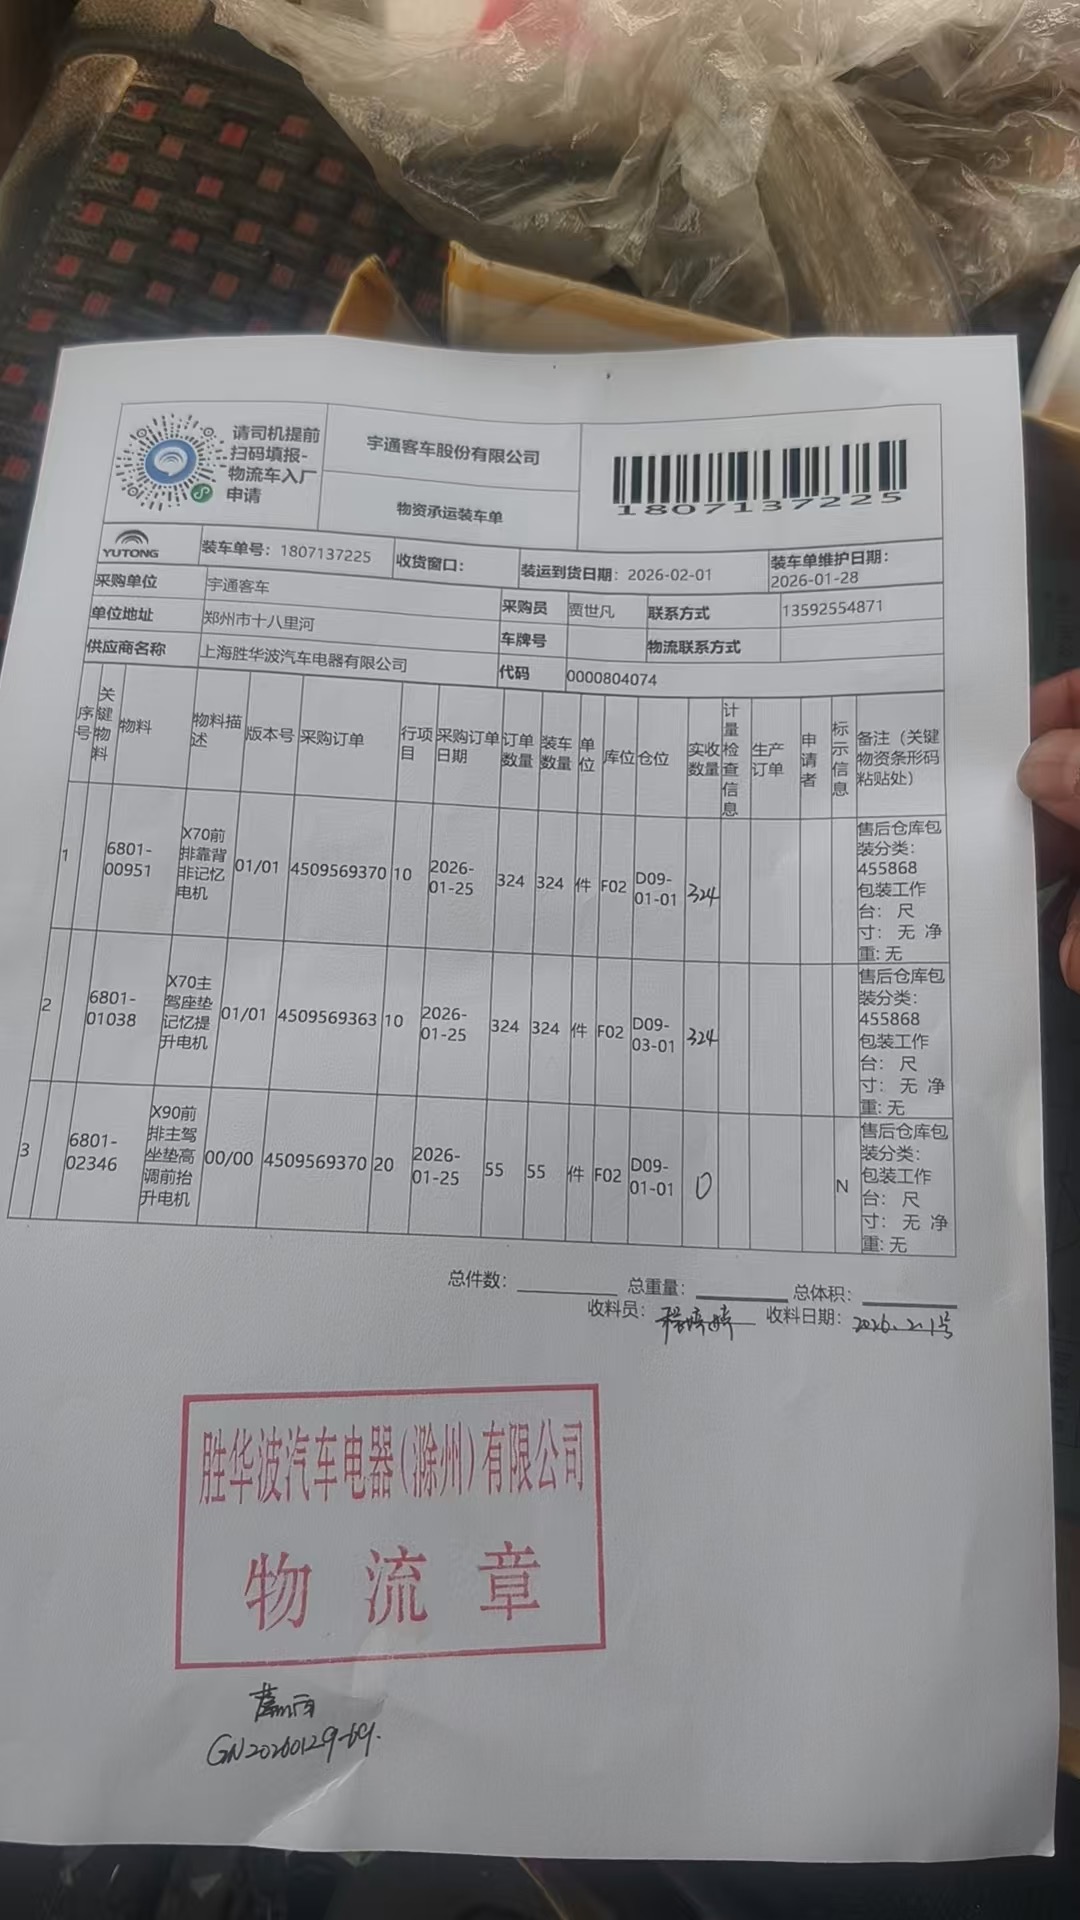 请司机提前
扫码填报-
物流车入厂
申请
宇通客车股份有限公司
物资承运装车单
1807137225
YUTONG
装车单号：1807137225
收货窗口：
装运到货日期：2026-02-01
装车单维护日期：
2026-01-28
采购单位 宇通客车
采购员 贾世凡 联系方式 13592554871
单位地址 郑州市十八里河
车牌号 物流联系方式
供应商名称 上海胜华波汽车电器有限公司
代码 0000804074
序号 关键物料 物料 物料描述 版本号 采购订单 行项目 采购订单日期 订单数量 装车数量 单位 库位 仓位 实收数量 计量检查信息 生产订单 申请者 标示信息 备注（关键物资条形码粘贴处）
1 6801-00951 X70前排靠背非记忆电机 01/01 4509569370 10 2026-01-25 324 324 件 F02 D09-01-01 324 售后仓库包装分类：455868 包装工作台： 尺寸： 无 净重: 无
2 6801-01038 X70主驾座垫记忆提升电机 01/01 4509569363 10 2026-01-25 324 324 件 F02 D09-03-01 324 售后仓库包装分类：455868 包装工作台： 尺寸： 无 净重: 无
3 6801-02346 X90前排主驾坐垫高调前抬升电机 00/00 4509569370 20 2026-01-25 55 55 件 F02 D09-01-01 0 N 售后仓库包装分类： 包装工作台： 尺寸： 无 净重: 无
总件数： 总重量： 总体积：
收料员： 收料日期：2026.2.1号
胜华波汽车电器（滁州）有限公司
物流章
GN20260129-69.